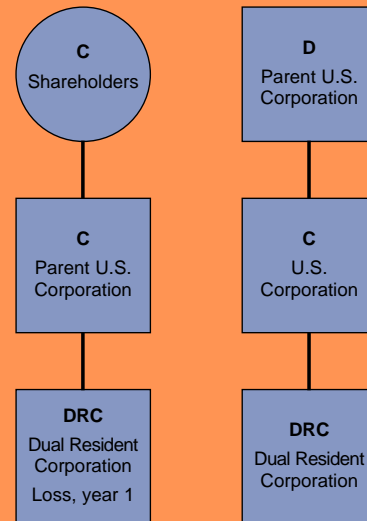 C
Shareholders
C
Parent U.S.
Corporation
DRC
Dual Resident
Corporation
Loss, year 1
D
Parent U.S.
Corporation
C
U.S.
Corporation
DRC
Dual Resident
Corporation